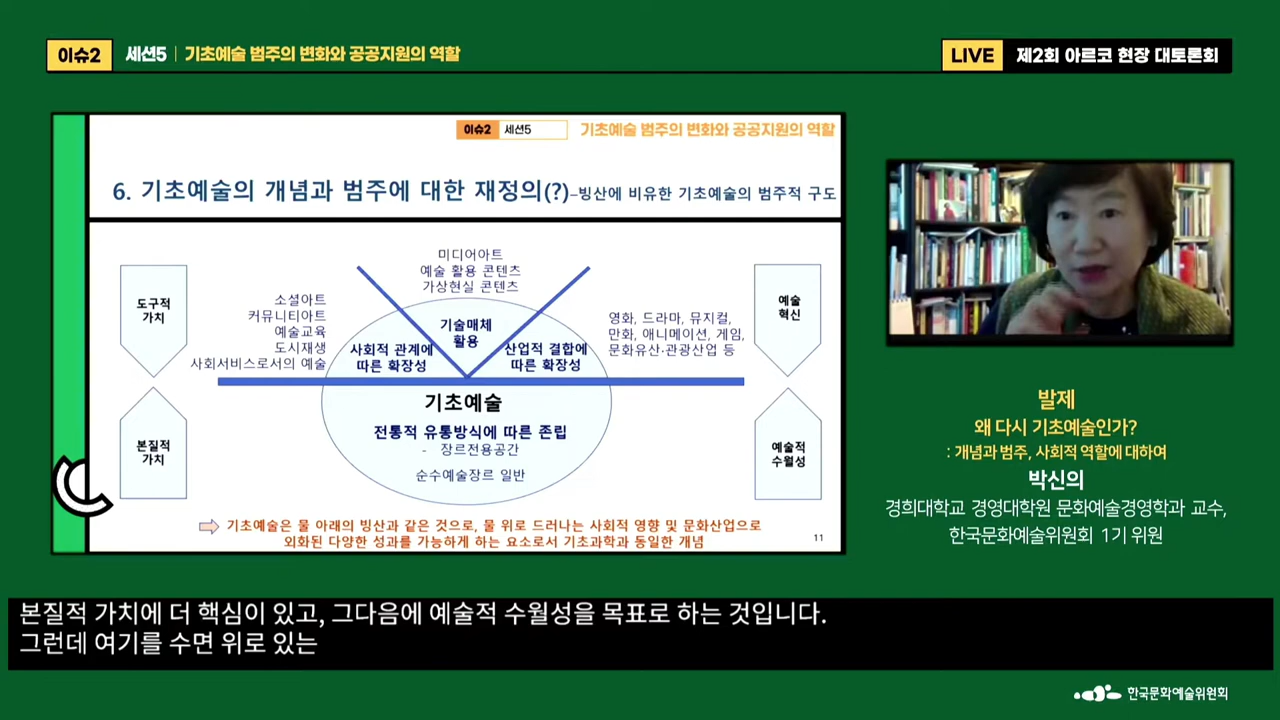 이슈2
세션5
기초예술 범주의 변화와 공공지원의 역할
LIVE
제2회 아르코 현장 대토론회
이슈2
세션5
기초예술 범주의 변화와 공공지원의 역할
6. 기초예술의 개념과 범주에 대한 재정의(?)–빙산에 비유한 기초예술의 범주적 구도
도구적
가치
본질적
가치
소셜아트
커뮤니티아트
예술교육
도시재생
사회서비스로서의 예술
미디어아트
예술 활용 콘텐츠
가상현실 콘텐츠
기술매체
활용
사회적 관계에
따른 확장성
산업적 결합에
따른 확장성
영화, 드라마, 뮤지컬,
만화, 애니메이션, 게임,
문화유산·관광산업 등
예술
혁신
예술적
수월성
기초예술
전통적 유통방식에 따른 존립
- 장르전용공간
순수예술장르 일반
기초예술은 물 아래의 빙산과 같은 것으로, 물 위로 드러나는 사회적 영향 및 문화산업으로
외화된 다양한 성과를 가능하게 하는 요소로서 기초과학과 동일한 개념
11
발제
왜 다시 기초예술인가?
: 개념과 범주, 사회적 역할에 대하여
박신의
경희대학교 경영대학원 문화예술경영학과 교수,
한국문화예술위원회 1기 위원
본질적 가치에 더 핵심이 있고, 그다음에 예술적 수월성을 목표로 하는 것입니다.
그런데 여기를 수면 위로 있는
한국문화예술위원회